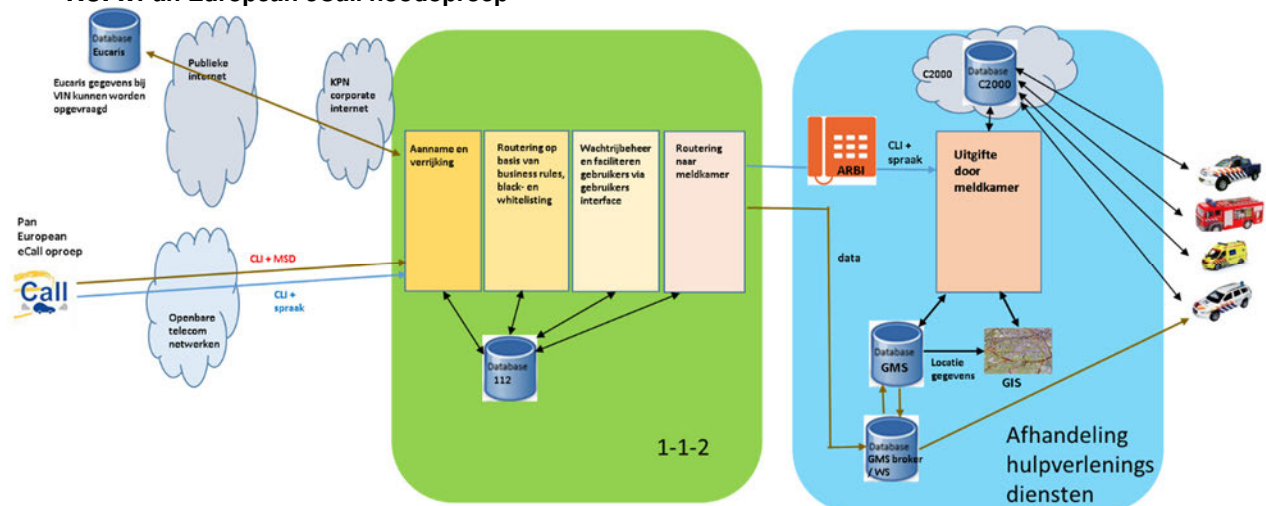 Database
Eucaris
Eucaris gegevens bij
VIN kunnen worden
opgevraagd
Publieke
internet
KPN
corporate
internet
Pan
European
eCall oproep
Call
CLI + MSD
CLI +
spraak
Openbare
telecom
netwerken
Aanname en
verrijking
Routering op
basis van
business rules,
black- en
whitelisting
Wachtrijbeheer
en faciliteren
gebruikers via
gebruikers
interface
Routering
naar
meldkamer
Database
112
1-1-2
ARBI
CLI +
spraak
data
C2000
Database
C2000
Uitgifte
door
meldkamer
Database
GMS
Locatie
gegevens
GIS
Database
GMS broker
/ WS
Afhandeling
hulpverlenings
diensten